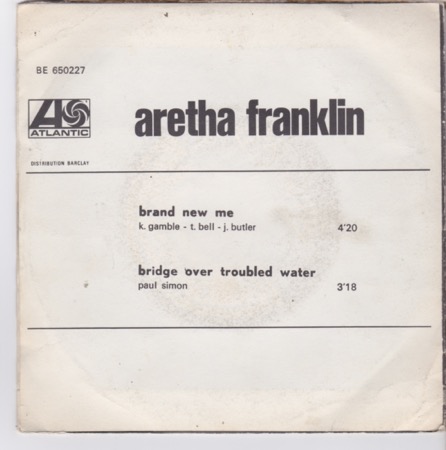 BE 650227
ATLANTIC
aretha franklin
DISTRIBUTION BARCLAY
brand new me
k. gamble - t. bell - j. butler 4'20
bridge over troubled water
paul simon 3'18